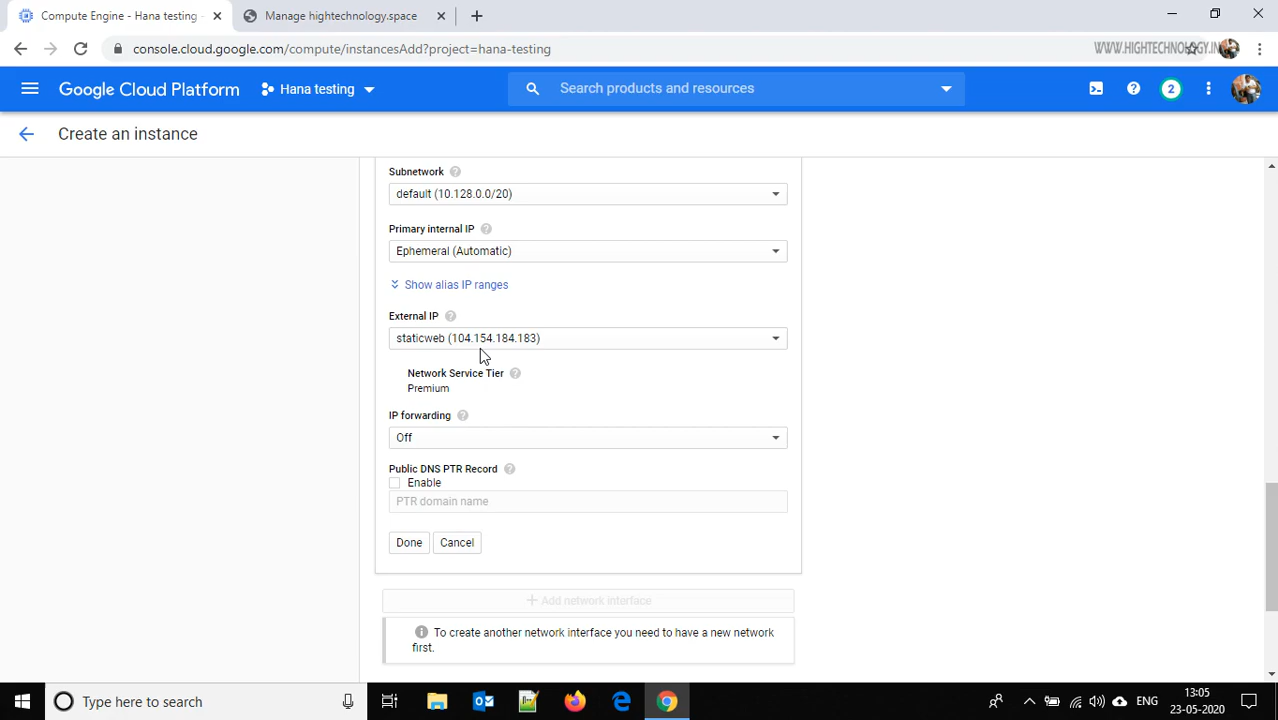 Compute Engine - Hana testing -
Manage hightechnology.space
console.cloud.google.com/compute/instancesAdd?project=hana-testing
WWW.HIGHTECHNOLOGY.IN
Google Cloud Platform
Hana testing
Search products and resources
2
Create an instance
Subnetwork
default (10.128.0.0/20)
Primary internal IP
Ephemeral (Automatic)
Show alias IP ranges
External IP
staticweb (104.154.184.183)
Network Service Tier
Premium
IP forwarding
Off
Public DNS PTR Record
Enable
PTR domain name
Done Cancel
Add network interface
To create another network interface you need to have a new network
first.
Type here to search
ENG
13:05
23-05-2020